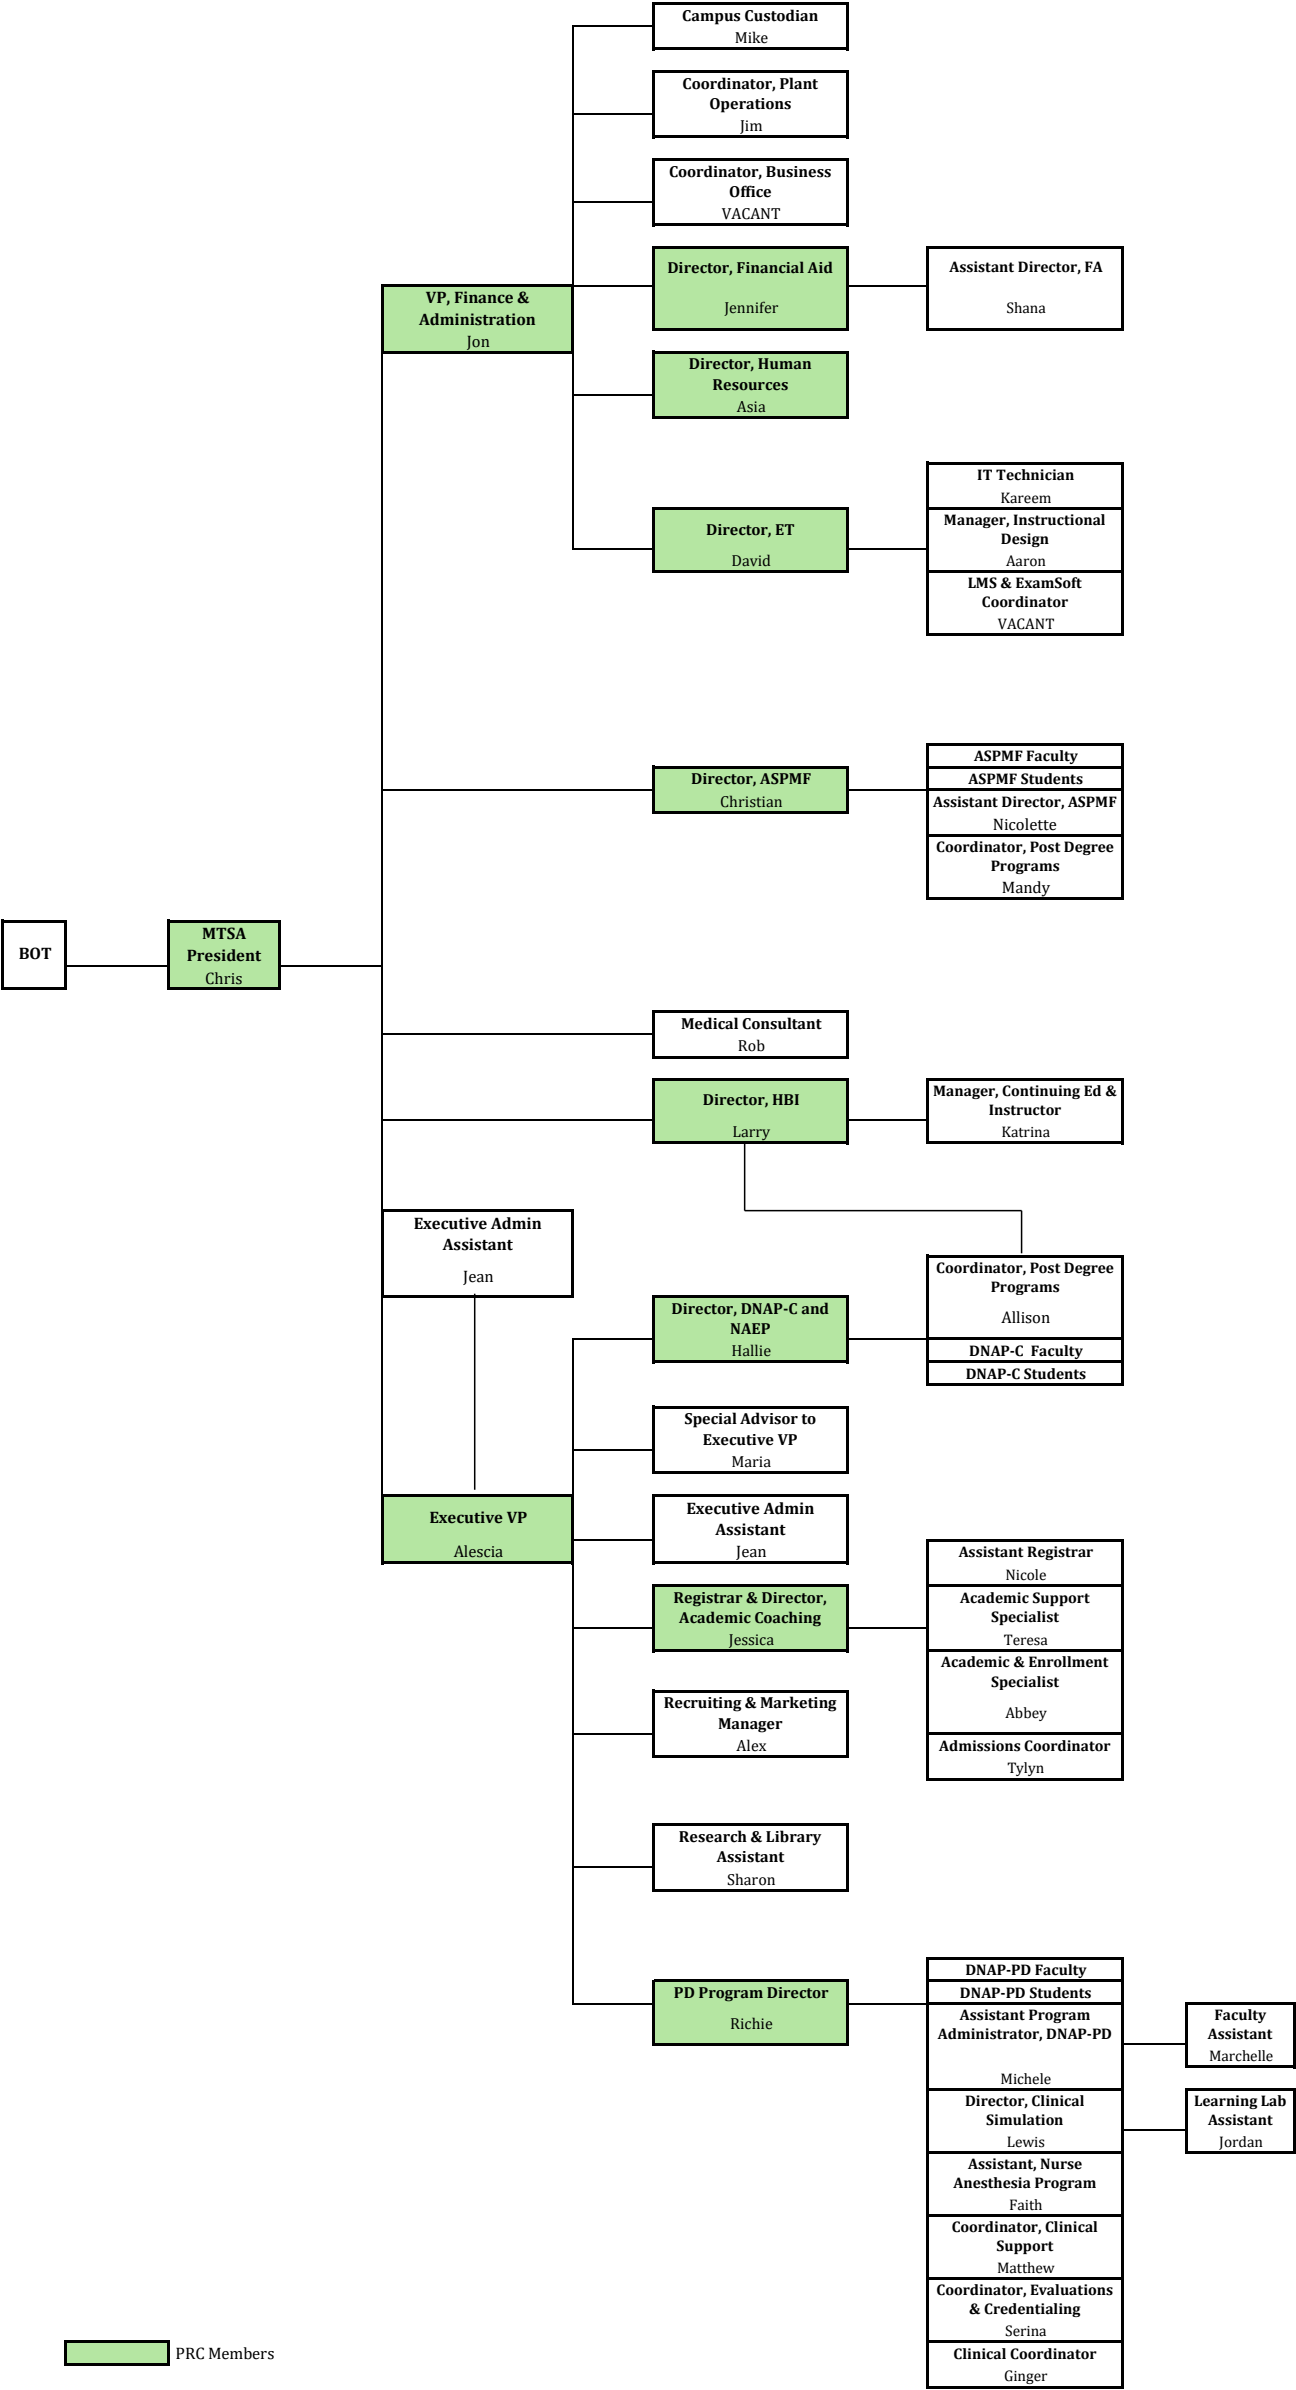 Campus Custodian
Mike
Coordinator, Plant
Operations
Jim
Coordinator, Business
Office
VACANT
Director, Financial Aid
Jennifer
Assistant Director, FA
Shana
VP, Finance &
Administration
Jon
Director, Human
Resources
Asia
Director, ET
David
IT Technician
Kareem
Manager, Instructional
Design
Aaron
LMS & ExamSoft
Coordinator
VACANT
Director, ASPMF
Christian
ASPMF Faculty
ASPMF Students
Assistant Director, ASPMF
Nicolette
Coordinator, Post Degree
Programs
Mandy
BOT
MTSA
President
Chris
Medical Consultant
Rob
Director, HBI
Larry
Manager, Continuing Ed &
Instructor
Katrina
Executive Admin
Assistant
Jean
Coordinator, Post Degree
Programs
Allison
DNAP-C  Faculty
DNAP-C Students
Director, DNAP-C and
NAEP
Hallie
Special Advisor to
Executive VP
Maria
Executive VP
Alescia
Executive Admin
Assistant
Jean
Registrar & Director,
Academic Coaching
Jessica
Assistant Registrar
Nicole
Academic Support
Specialist
Teresa
Academic & Enrollment
Specialist
Abbey
Admissions Coordinator
Tylyn
Recruiting & Marketing
Manager
Alex
Research & Library
Assistant
Sharon
PD Program Director
Richie
DNAP-PD Faculty
DNAP-PD Students
Assistant Program
Administrator, DNAP-PD
Michele
Faculty
Assistant
Marchelle
Director, Clinical
Simulation
Lewis
Learning Lab
Assistant
Jordan
Assistant, Nurse
Anesthesia Program
Faith
Coordinator, Clinical
Support
Matthew
Coordinator, Evaluations
& Credentialing
Serina
Clinical Coordinator
Ginger
PRC Members